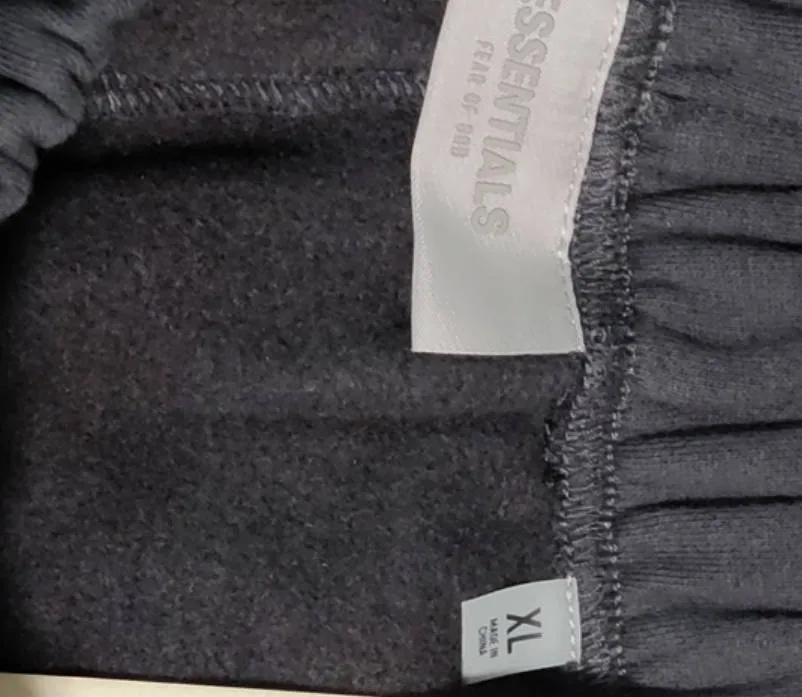 ESSENTIALS
FEAR OF GOD
XL
MADE IN
CHINA